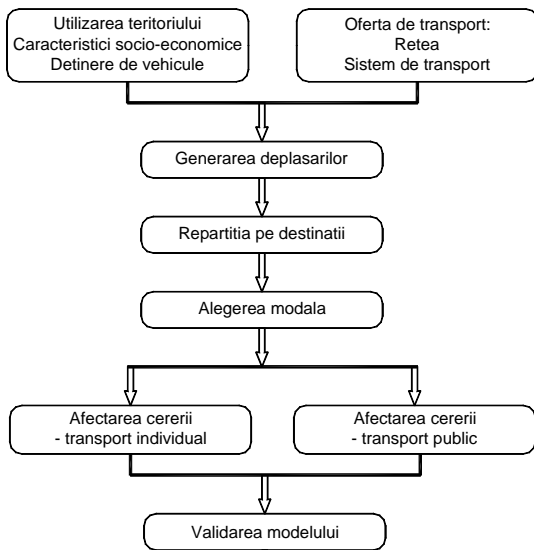 Utilizarea teritoriului
Caracteristici socio-economice
Detinere de vehicule
Oferta de transport:
Retea
Sistem de transport
Generarea deplasarilor
Repartitia pe destinatii
Alegerea modala
Afectarea cererii
- transport individual
Afectarea cererii
- transport public
Validarea modelului